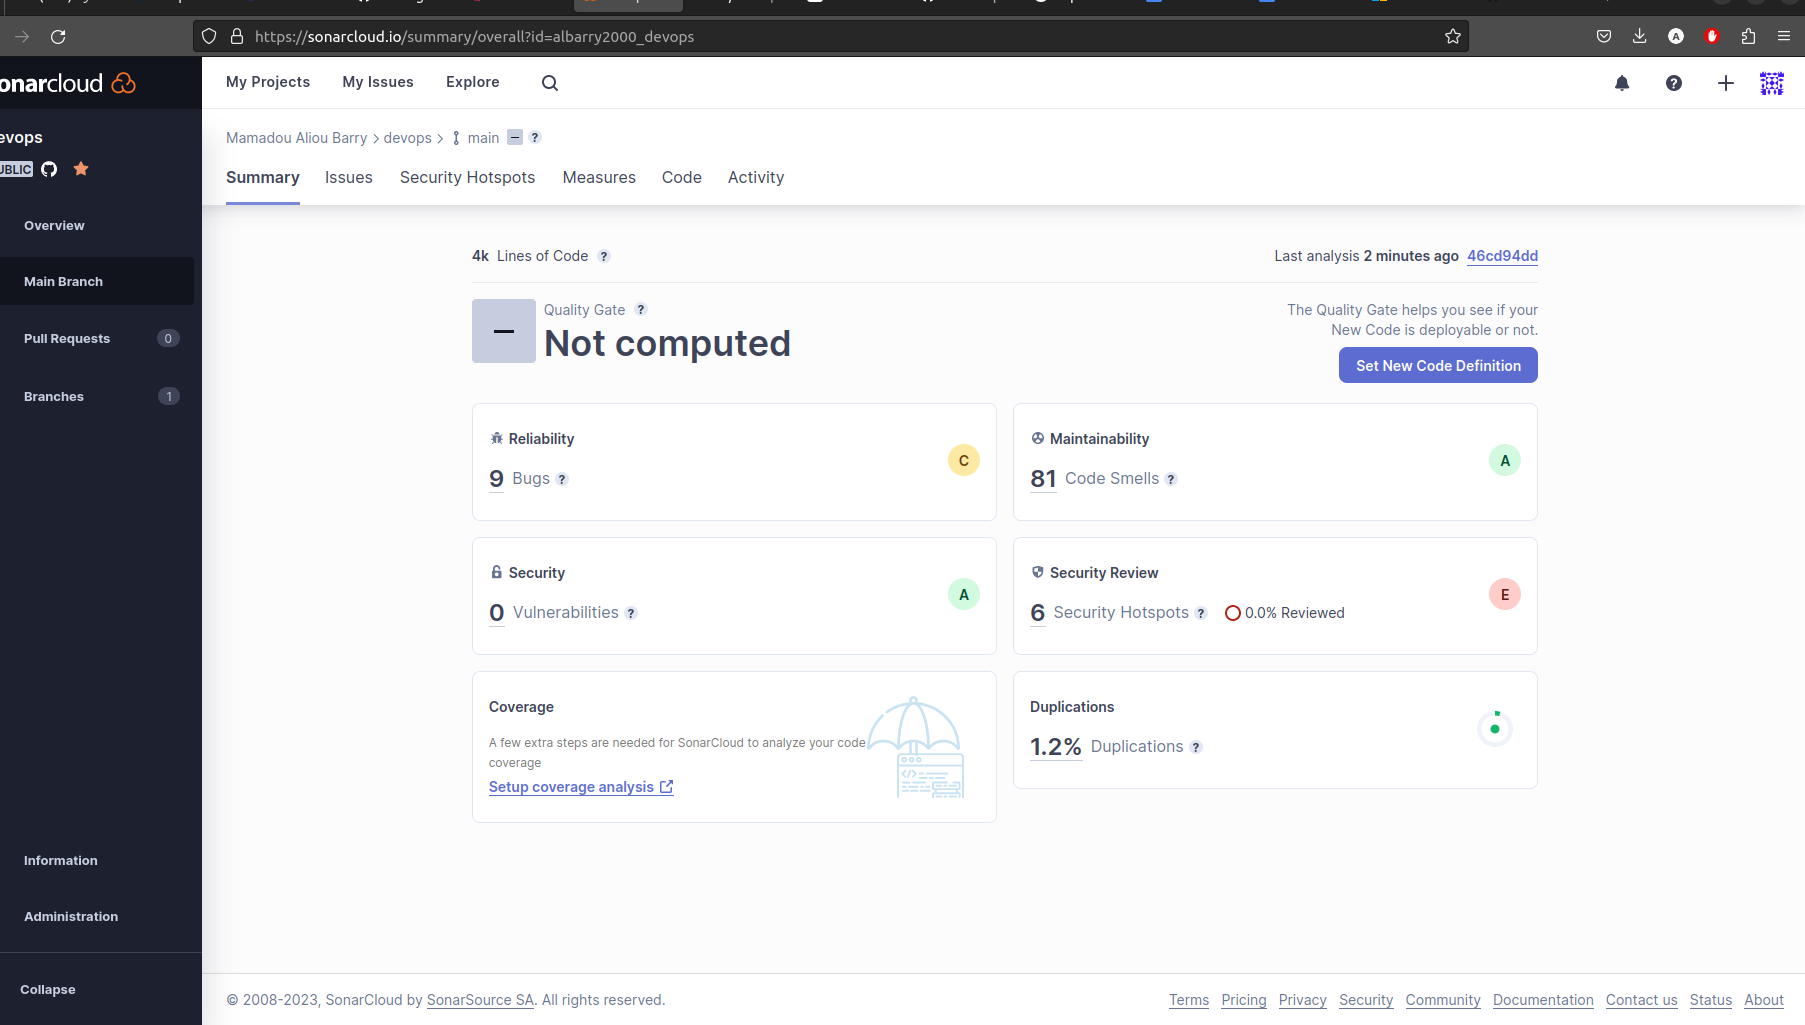 https://sonarcloud.io/summary/overall?id=albarry2000_devops
onarcloud
My Projects My Issues Explore
evops
UBLIC
Mamadou Aliou Barry > devops > main — ?
Summary Issues Security Hotspots Measures Code Activity
Overview
Main Branch
Pull Requests 0
Branches 1
4k Lines of Code ?
Last analysis 2 minutes ago 46cd94dd
Quality Gate ?
Not computed
The Quality Gate helps you see if your
New Code is deployable or not.
Set New Code Definition
Reliability
9 Bugs ?
C
Maintainability
81 Code Smells ?
A
Security
0 Vulnerabilities ?
A
Security Review
6 Security Hotspots ? 0.0% Reviewed
E
Coverage
A few extra steps are needed for SonarCloud to analyze your code
coverage
Setup coverage analysis
Duplications
1.2% Duplications ?
Information
Administration
Collapse
© 2008-2023, SonarCloud by SonarSource SA. All rights reserved.
Terms Pricing Privacy Security Community Documentation Contact us Status About